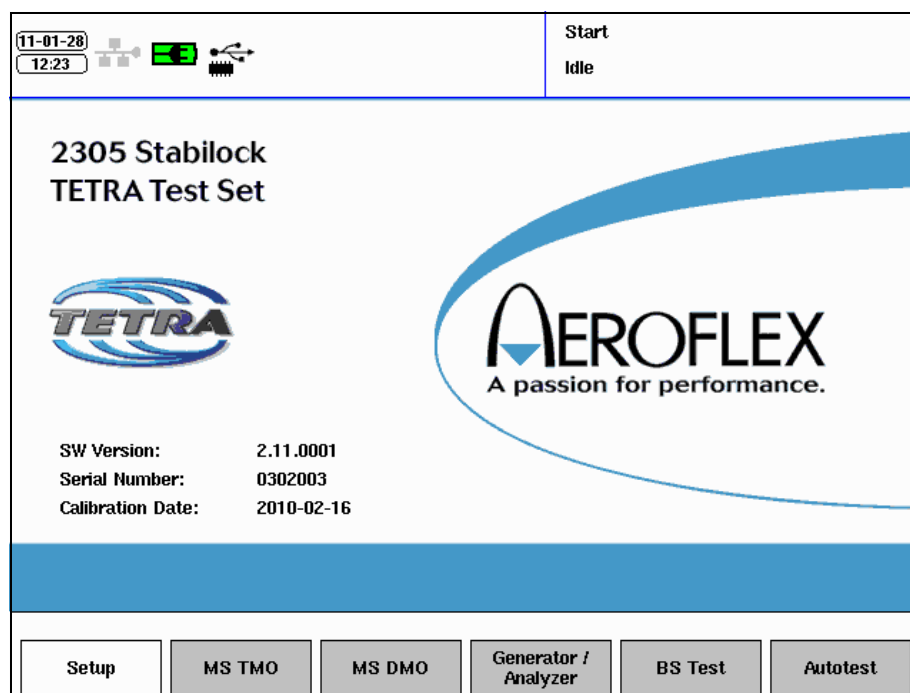 11-01-28
12:23
Start
Idle
2305 Stabilock
TETRA Test Set
TETRA
AEROFLEX
A passion for performance.
SW Version: 2.11.0001
Serial Number: 0302003
Calibration Date: 2010-02-16
Setup
MS TMO
MS DMO
Generator /
Analyzer
BS Test
Autotest